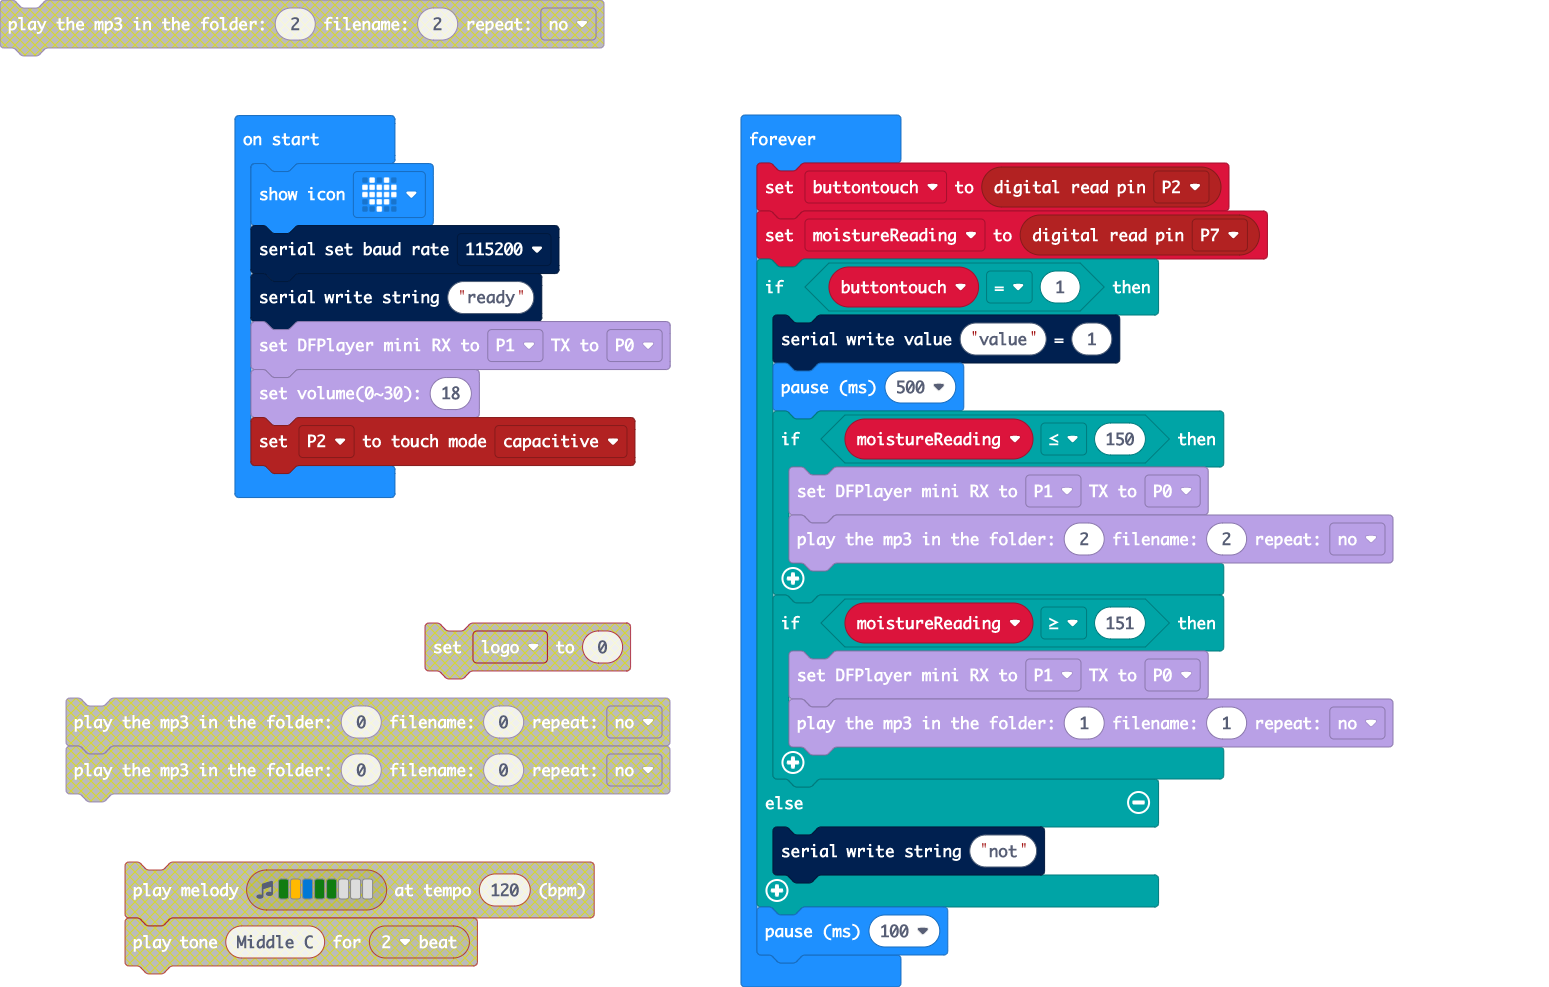 play the mp3 in the folder: 2 filename: 2 repeat: no
on start
show icon
serial set baud rate 115200
serial write string "ready"
set DFPlayer mini RX to P1 TX to P0
set volume(0~30): 18
set P2 to touch mode capacitive
set logo to 0
play the mp3 in the folder: 0 filename: 0 repeat: no
play the mp3 in the folder: 0 filename: 0 repeat: no
play melody at tempo 120 (bpm)
play tone Middle C for 2 beat
forever
set buttontouch to digital read pin P2
set moistureReading to digital read pin P7
if buttontouch = 1 then
serial write value "value" = 1
pause (ms) 500
if moistureReading ≤ 150 then
set DFPlayer mini RX to P1 TX to P0
play the mp3 in the folder: 2 filename: 2 repeat: no
if moistureReading ≥ 151 then
set DFPlayer mini RX to P1 TX to P0
play the mp3 in the folder: 1 filename: 1 repeat: no
else
serial write string "not"
pause (ms) 100